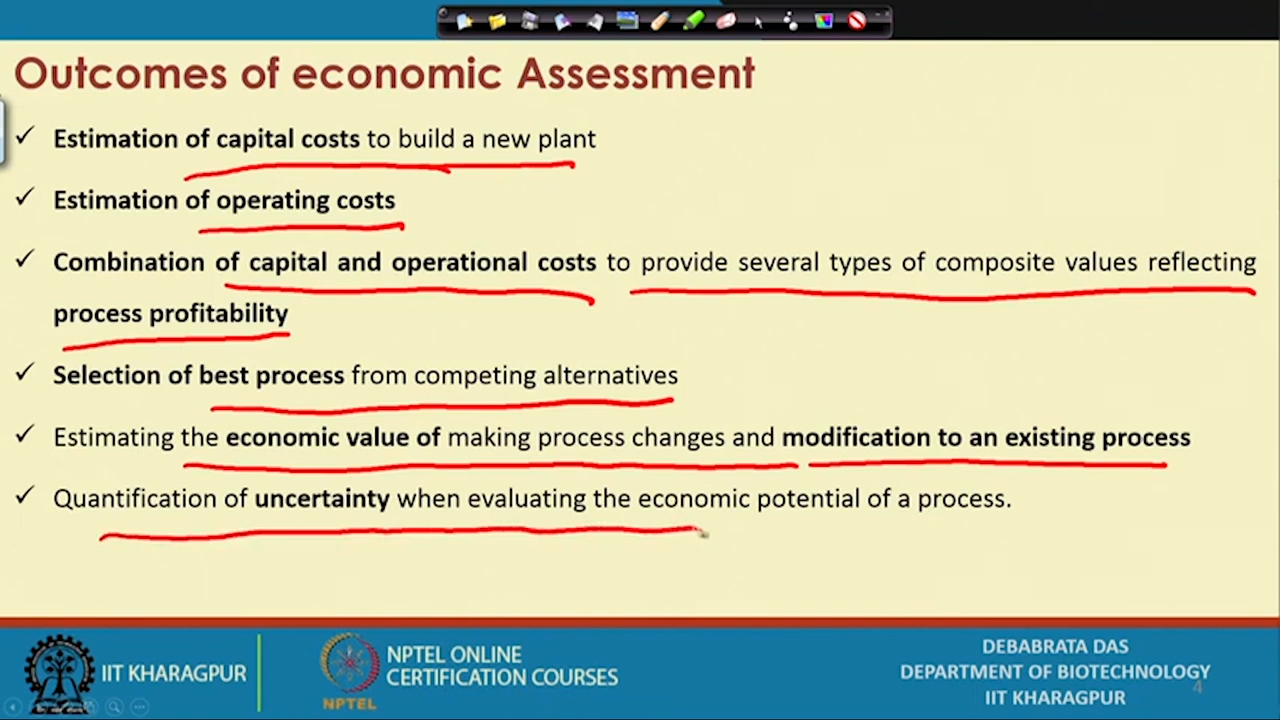 Outcomes of economic Assessment
✓ Estimation of capital costs to build a new plant
✓ Estimation of operating costs
✓ Combination of capital and operational costs to provide several types of composite values reflecting
process profitability
✓ Selection of best process from competing alternatives
✓ Estimating the economic value of making process changes and modification to an existing process
✓ Quantification of uncertainty when evaluating the economic potential of a process.
IIT KHARAGPUR
NPTEL
NPTEL ONLINE
CERTIFICATION COURSES
DEBABRATA DAS
DEPARTMENT OF BIOTECHNOLOGY
IIT KHARAGPUR
4